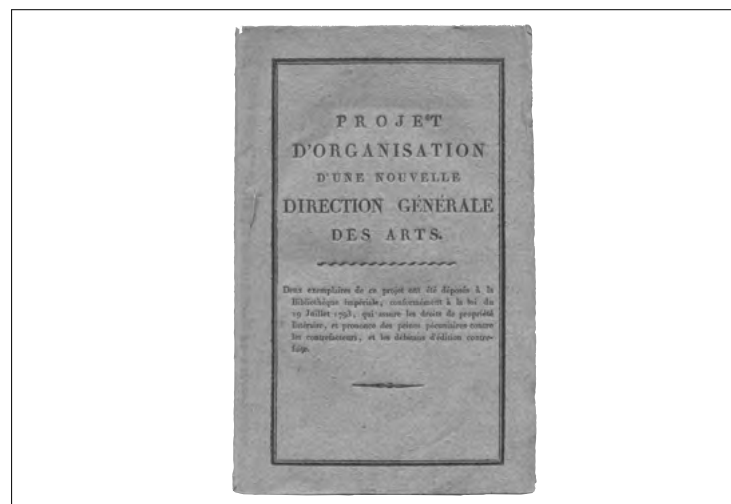 PROJET
D'ORGANISATION
D'UNE NOUVELLE
DIRECTION GÉNÉRALE
DES ARTS.
Deux exemplaires de ce projet ont été déposés à la
Bibliothèque Impériale, conformément à la loi du
19 Juillet 1793, qui assure les droits de propriété
littéraire, et prononce des peines pécuniaires contre
les contrefacteurs, et les débitans d'édition contre-
faite.